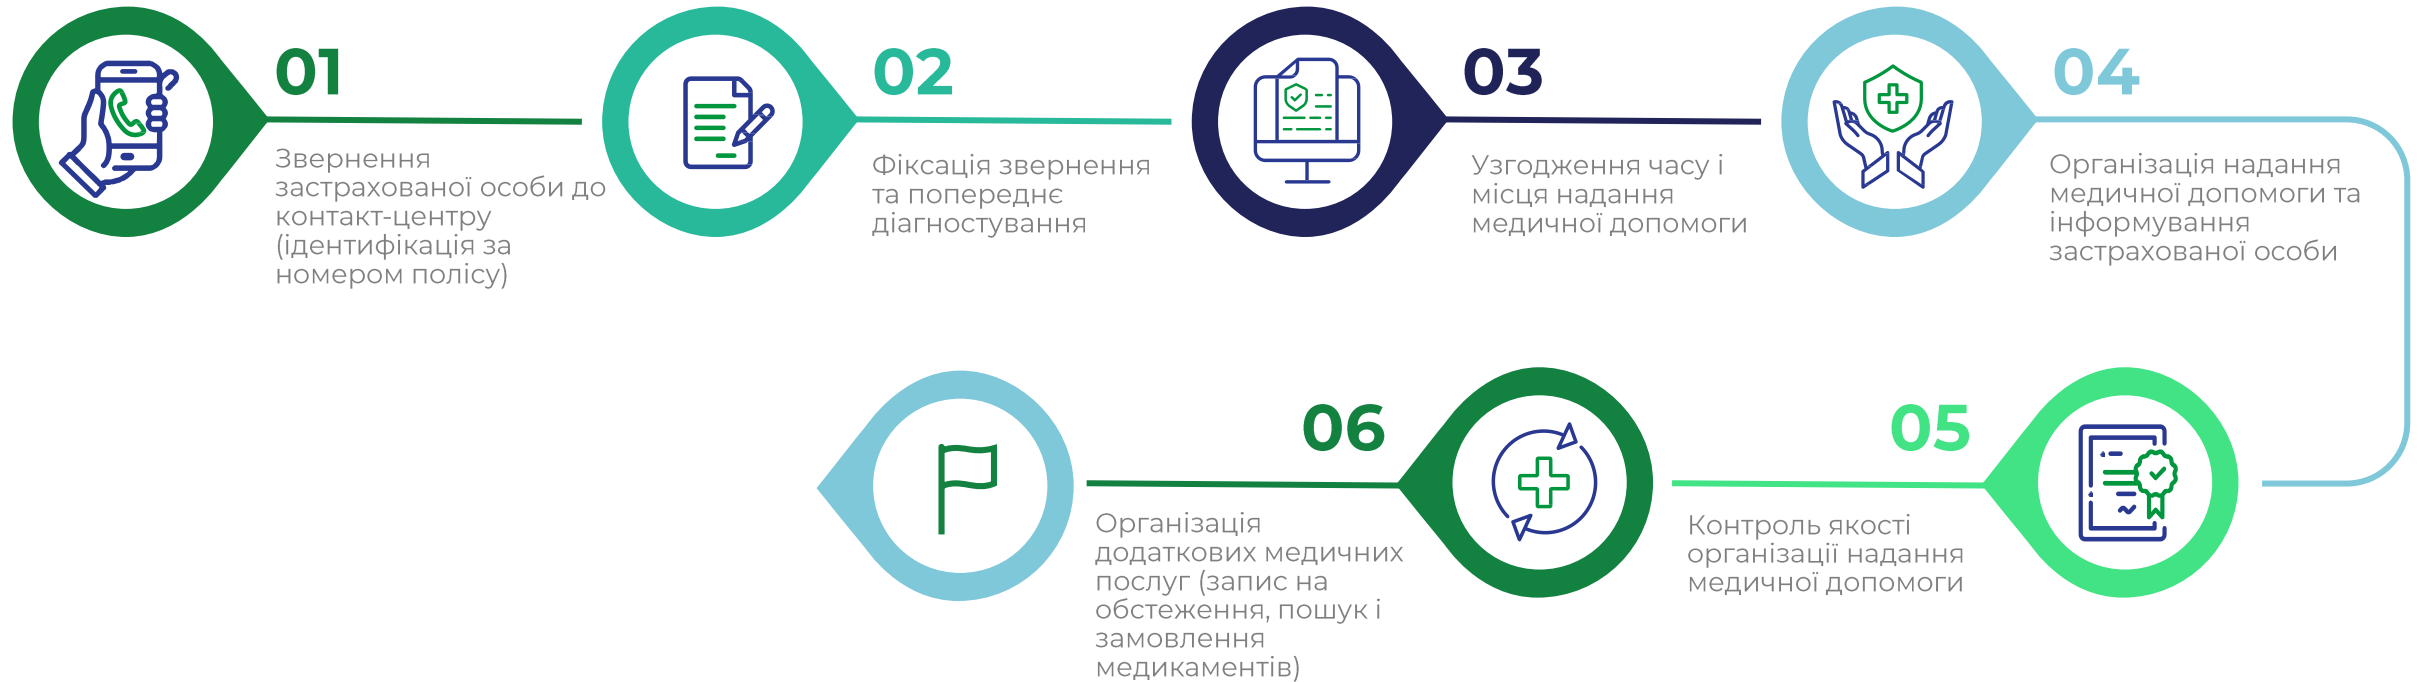 01
Звернення
застрахованої особи до
контакт-центру
(ідентифікація за
номером полісу)
02
Фіксація звернення
та попереднє
діагностування
03
Узгодження часу і
місця надання
медичної допомоги
04
Організація надання
медичної допомоги та
інформування
застрахованої особи
05
Контроль якості
організації надання
медичної допомоги
06
Організація
додаткових медичних
послуг (запис на
обстеження, пошук і
замовлення
медикаментів)